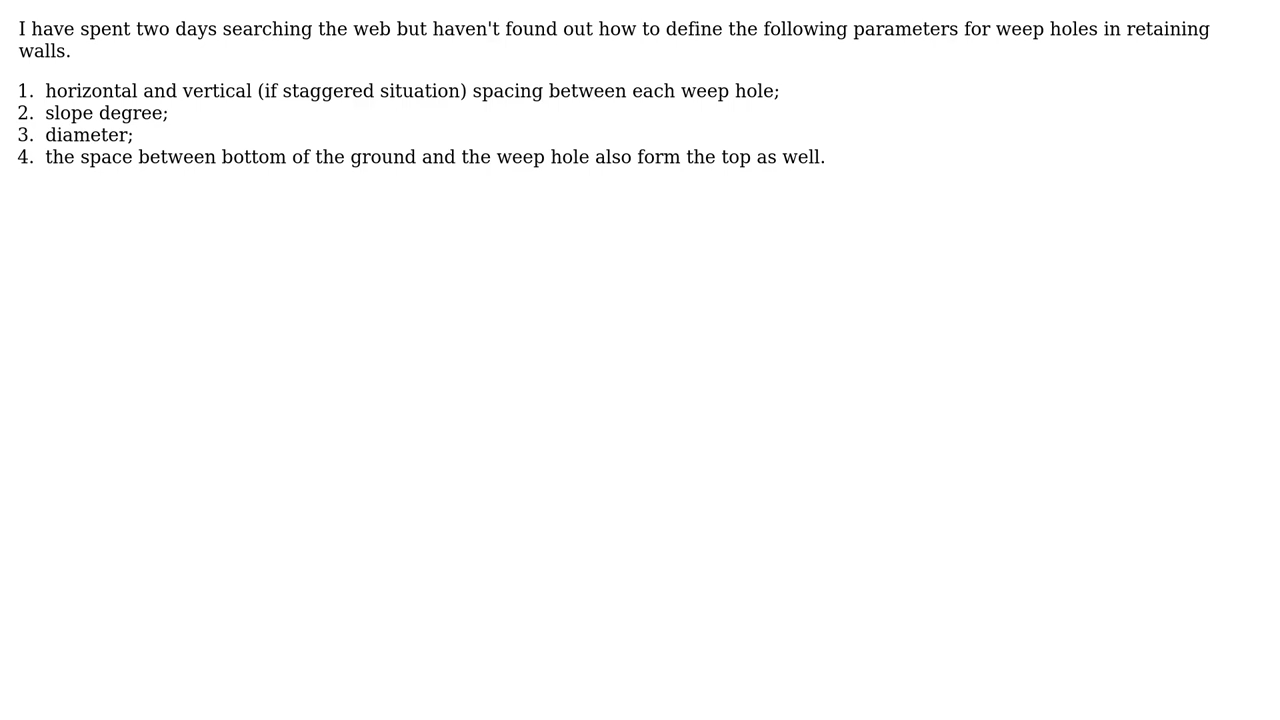 I have spent two days searching the web but haven't found out how to define the following parameters for weep holes in retaining
walls.
1. horizontal and vertical (if staggered situation) spacing between each weep hole;
2. slope degree;
3. diameter;
4. the space between bottom of the ground and the weep hole also form the top as well.